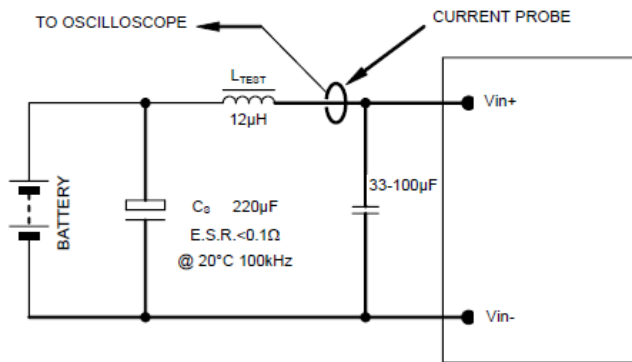 TO OSCILLOSCOPE
CURRENT PROBE
LTEST
12µH
Vin+
33-100µF
BATTERY
CS 220µF
E.S.R.<0.1Ω
@ 20°C 100kHz
Vin-